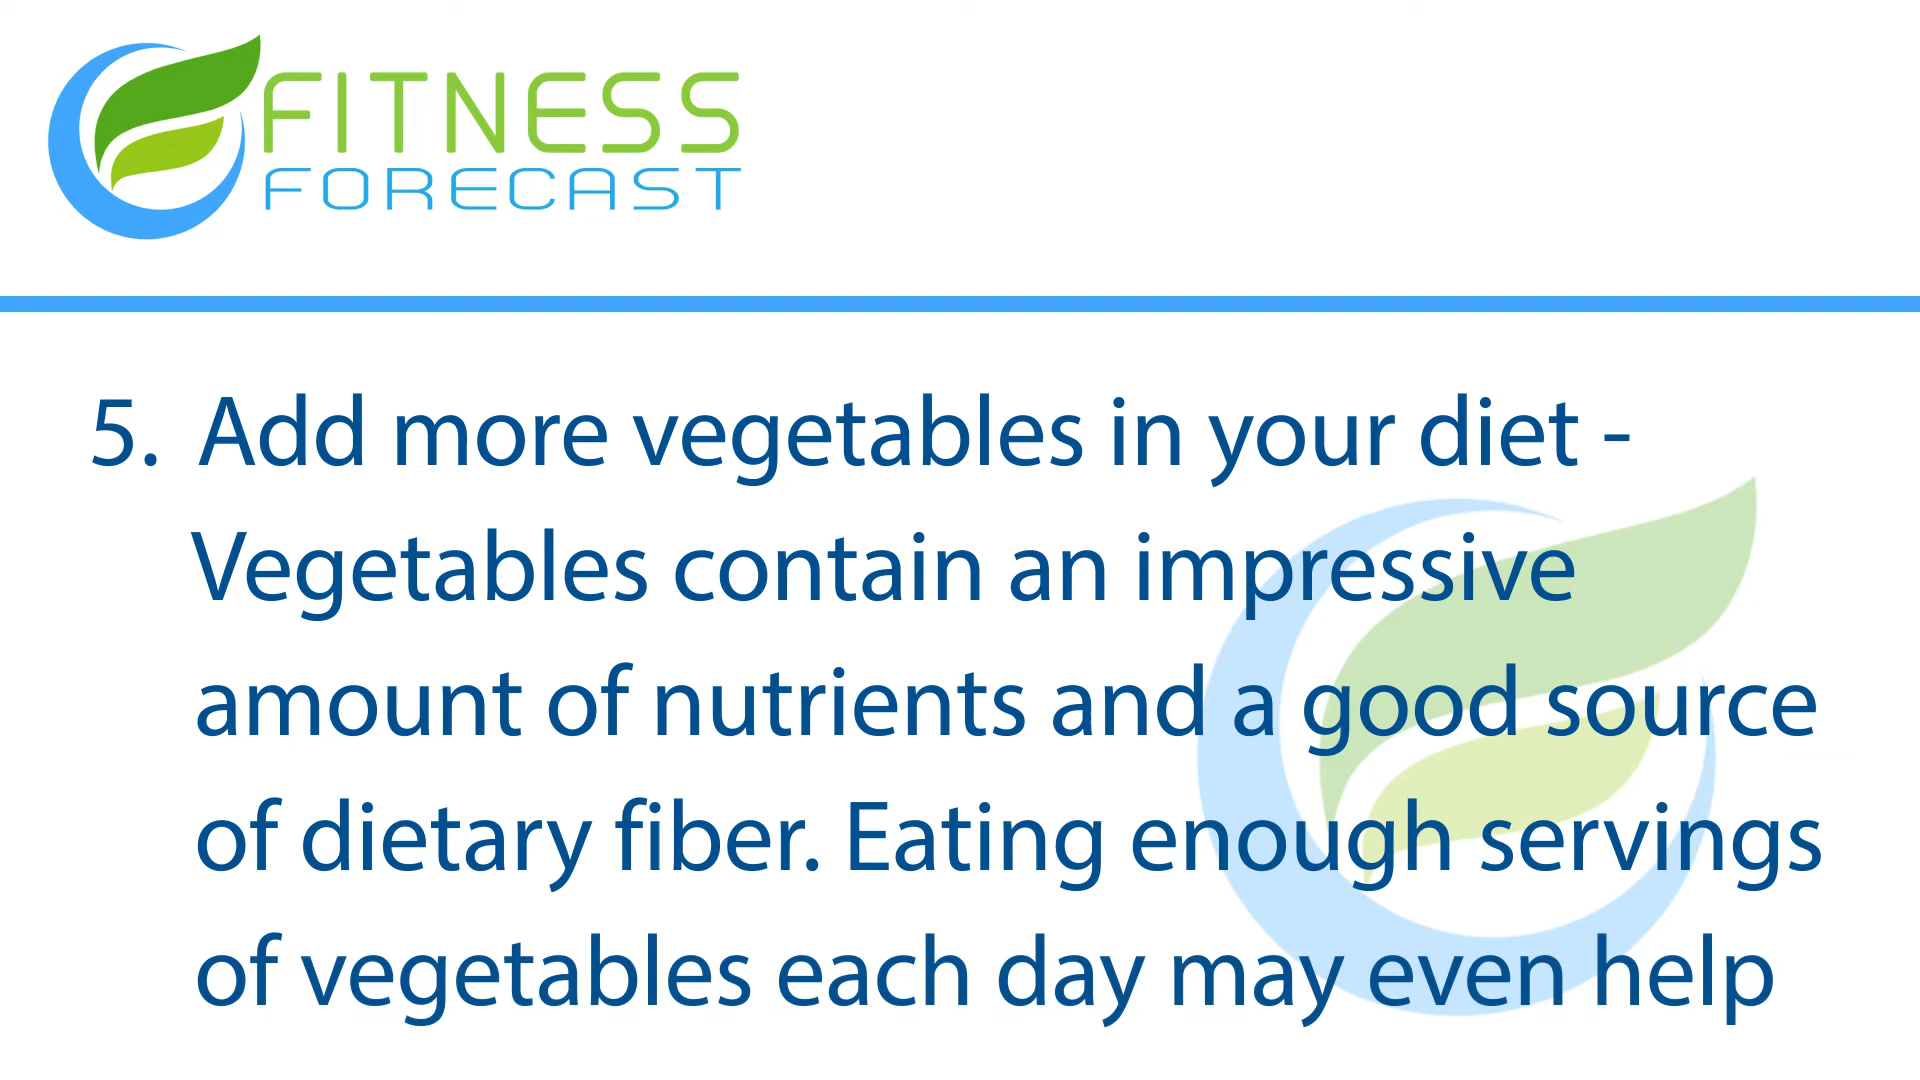 FITNESS
FORECAST
5. Add more vegetables in your diet -
Vegetables contain an impressive
amount of nutrients and a good source
of dietary fiber. Eating enough servings
of vegetables each day may even help